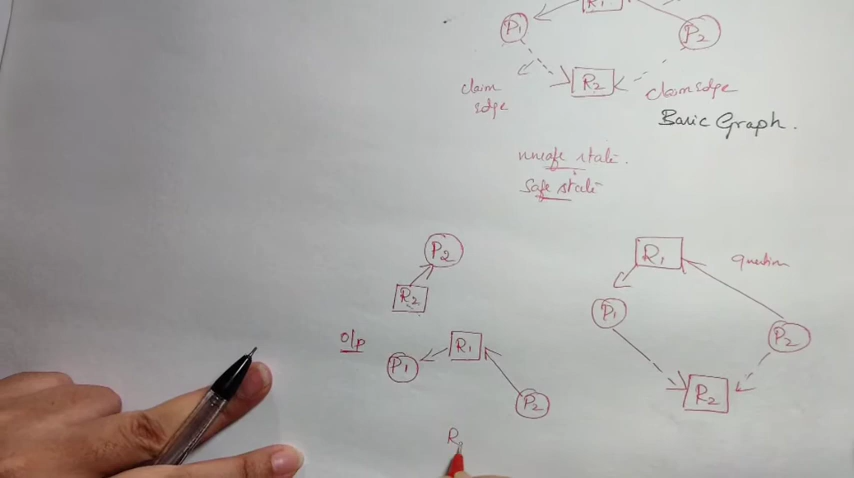 R1
P1
P2
R2
claim
edge
claim edge
Basic Graph.
unsafe state.
safe state
P2
R2
o/p
P1
R1
P2
R
R1
question
P1
P2
R2